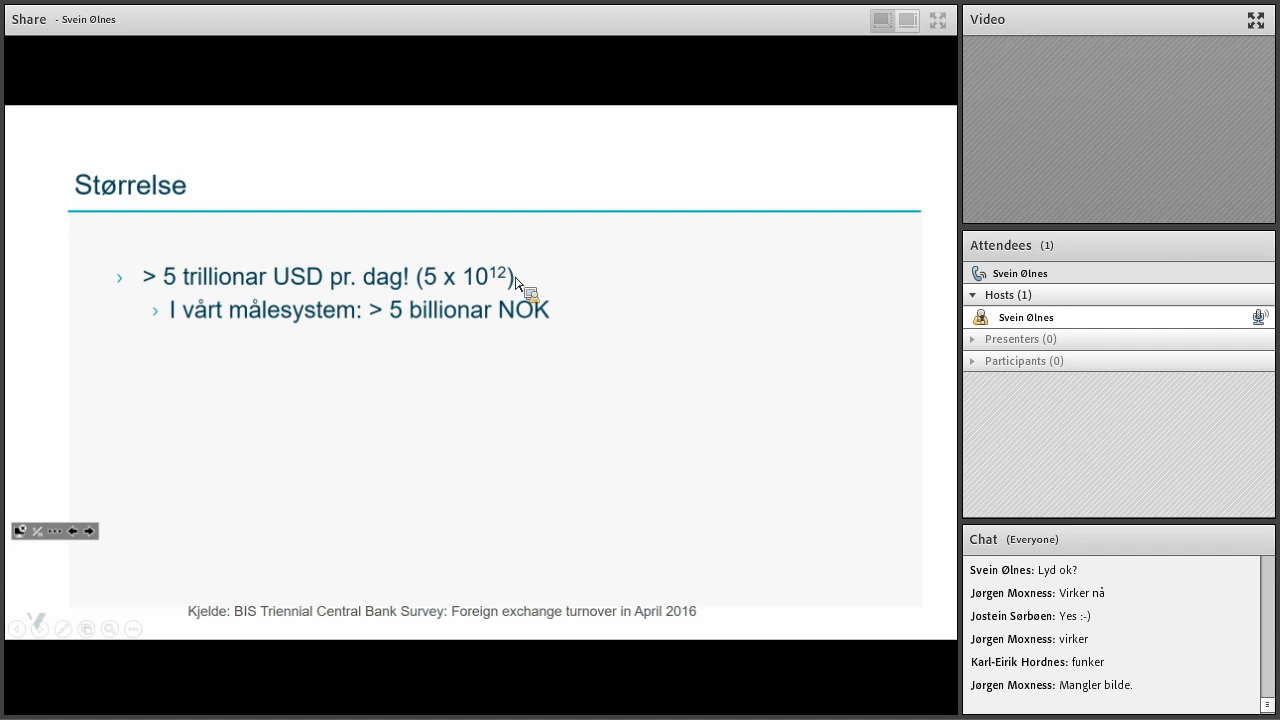 Share - Svein Ølnes
Størrelse
› > 5 trillionar USD pr. dag! (5 x 10¹²)
› I vårt målesystem: > 5 billionar NOK
Kjelde: BIS Triennial Central Bank Survey: Foreign exchange turnover in April 2016
Video
Attendees (1)
Svein Ølnes
Hosts (1)
Svein Ølnes
Presenters (0)
Participants (0)
Chat (Everyone)
Svein Ølnes: Lyd ok?
Jørgen Moxness: Virker nå
Jostein Sørbøen: Yes :-)
Jørgen Moxness: virker
Karl-Eirik Hordnes: funker
Jørgen Moxness: Mangler bilde.